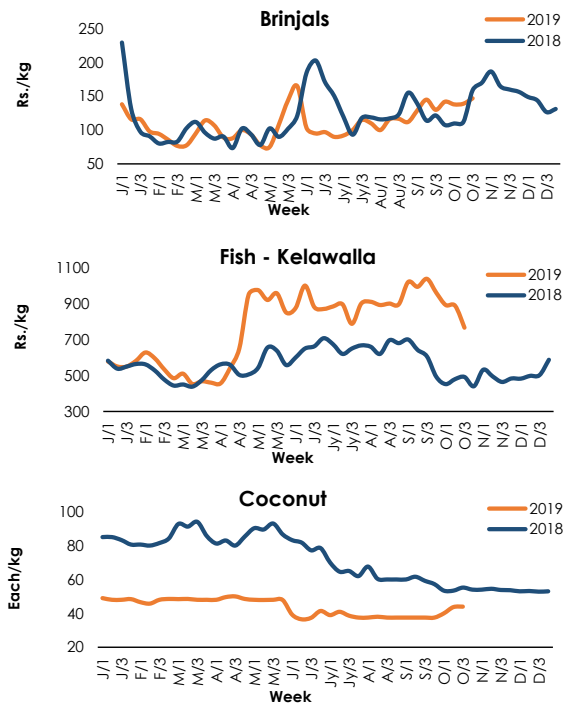 Brinjals
2019
2018
Rs./kg
250
200
150
100
50
J/1 J/3 F/1 F/3 M/1 M/3 A/1 A/3 M/1 M/3 J/1 J/3 Jy/1 Jy/3 Au/1 Au/3 S/1 S/3 O/1 O/3 N/1 N/3 D/1 D/3
Week
Fish - Kelawalla
2019
2018
Rs./kg
1100
900
700
500
300
J/1 J/3 F/1 F/3 M/1 M/3 A/1 A/3 M/1 M/3 J/1 J/3 Jy/1 Jy/3 A/1 A/3 S/1 S/3 O/1 O/3 N/1 N/3 D/1 D/3
Week
Coconut
2019
2018
Each/kg
100
80
60
40
20
J/1 J/3 F/1 F/3 M/1 M/3 A/1 A/3 M/1 M/3 J/1 J/3 Jy/1 Jy/3 A/1 A/3 S/1 S/3 O/1 O/3 N/1 N/3 D/1 D/3
Week